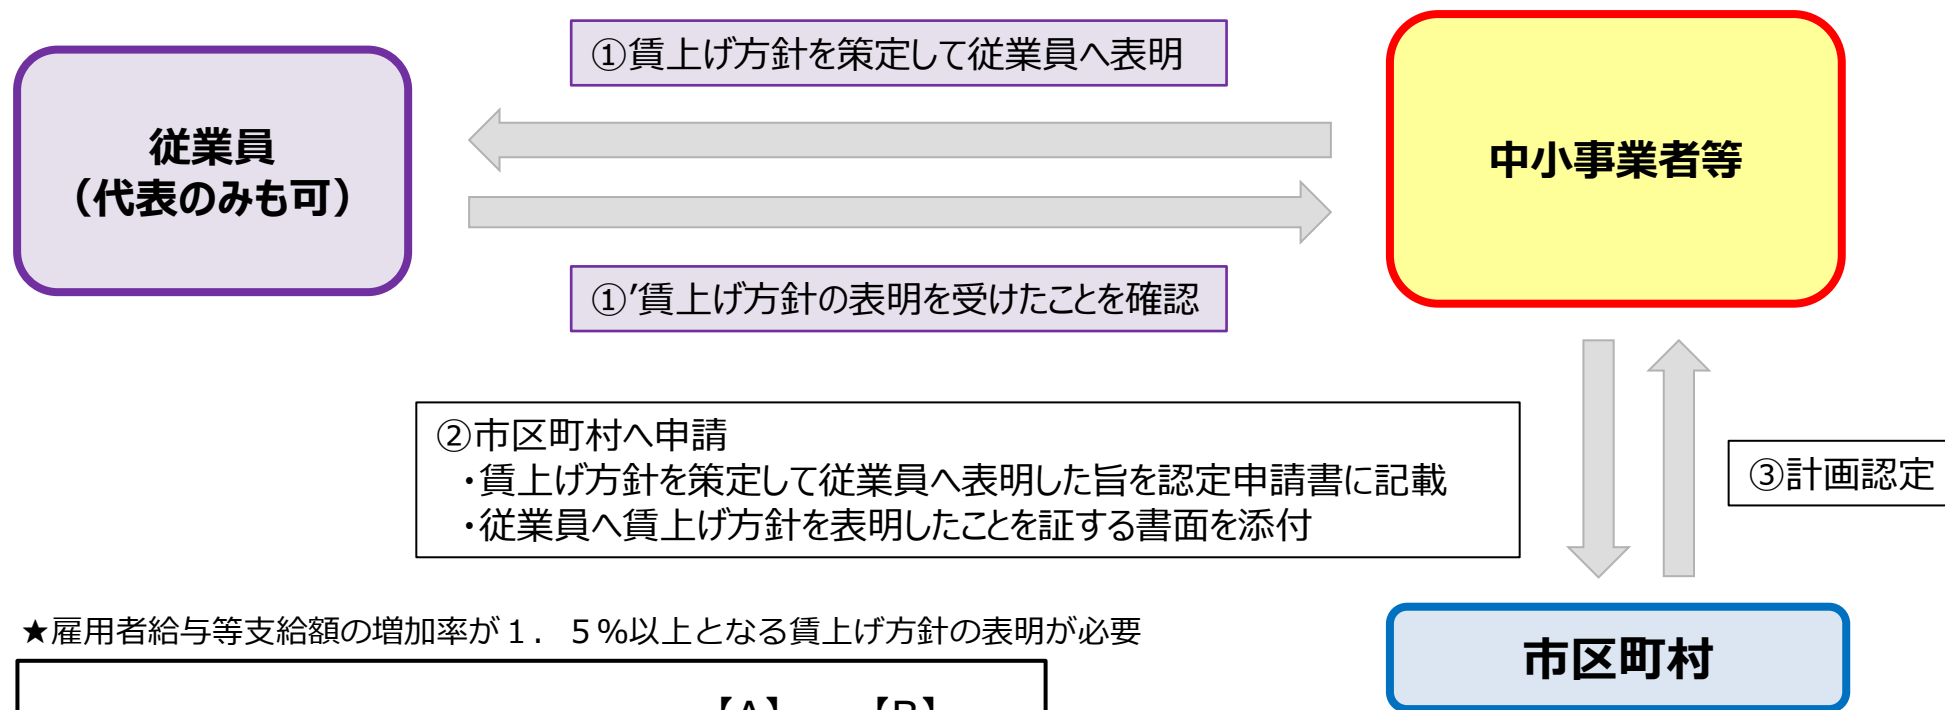 ①賃上げ方針を策定して従業員へ表明
従業員
（代表のみも可）
中小事業者等
①’賃上げ方針の表明を受けたことを確認
②市区町村へ申請
・賃上げ方針を策定して従業員へ表明した旨を認定申請書に記載
・従業員へ賃上げ方針を表明したことを証する書面を添付
③計画認定
★雇用者給与等支給額の増加率が１．５％以上となる賃上げ方針の表明が必要
市区町村
【A】 【B】